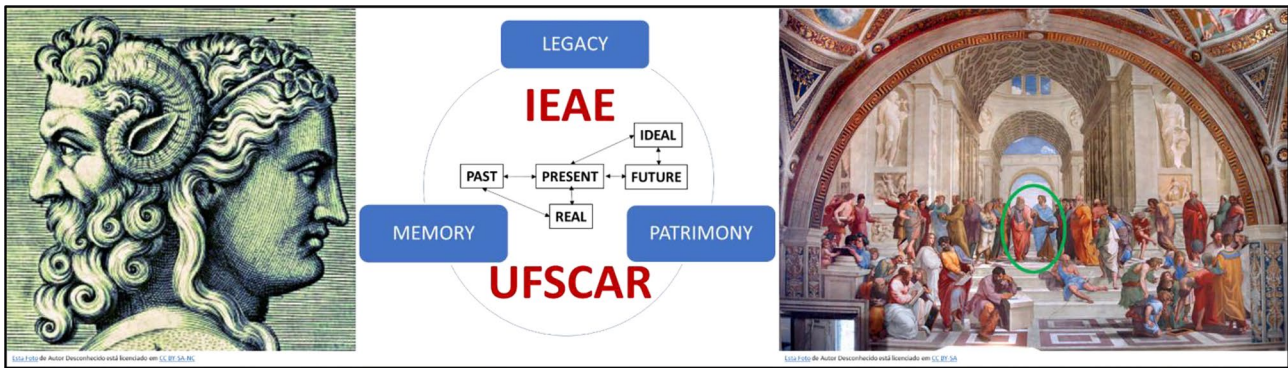 LEGACY
IEAE
IDEAL
PAST
PRESENT
FUTURE
REAL
MEMORY
PATRIMONY
UFSCAR
Esta Foto de Autor Desconhecido está licenciado em CC BY-SA-NC
Esta Foto de Autor Desconhecido está licenciado em CC BY-SA